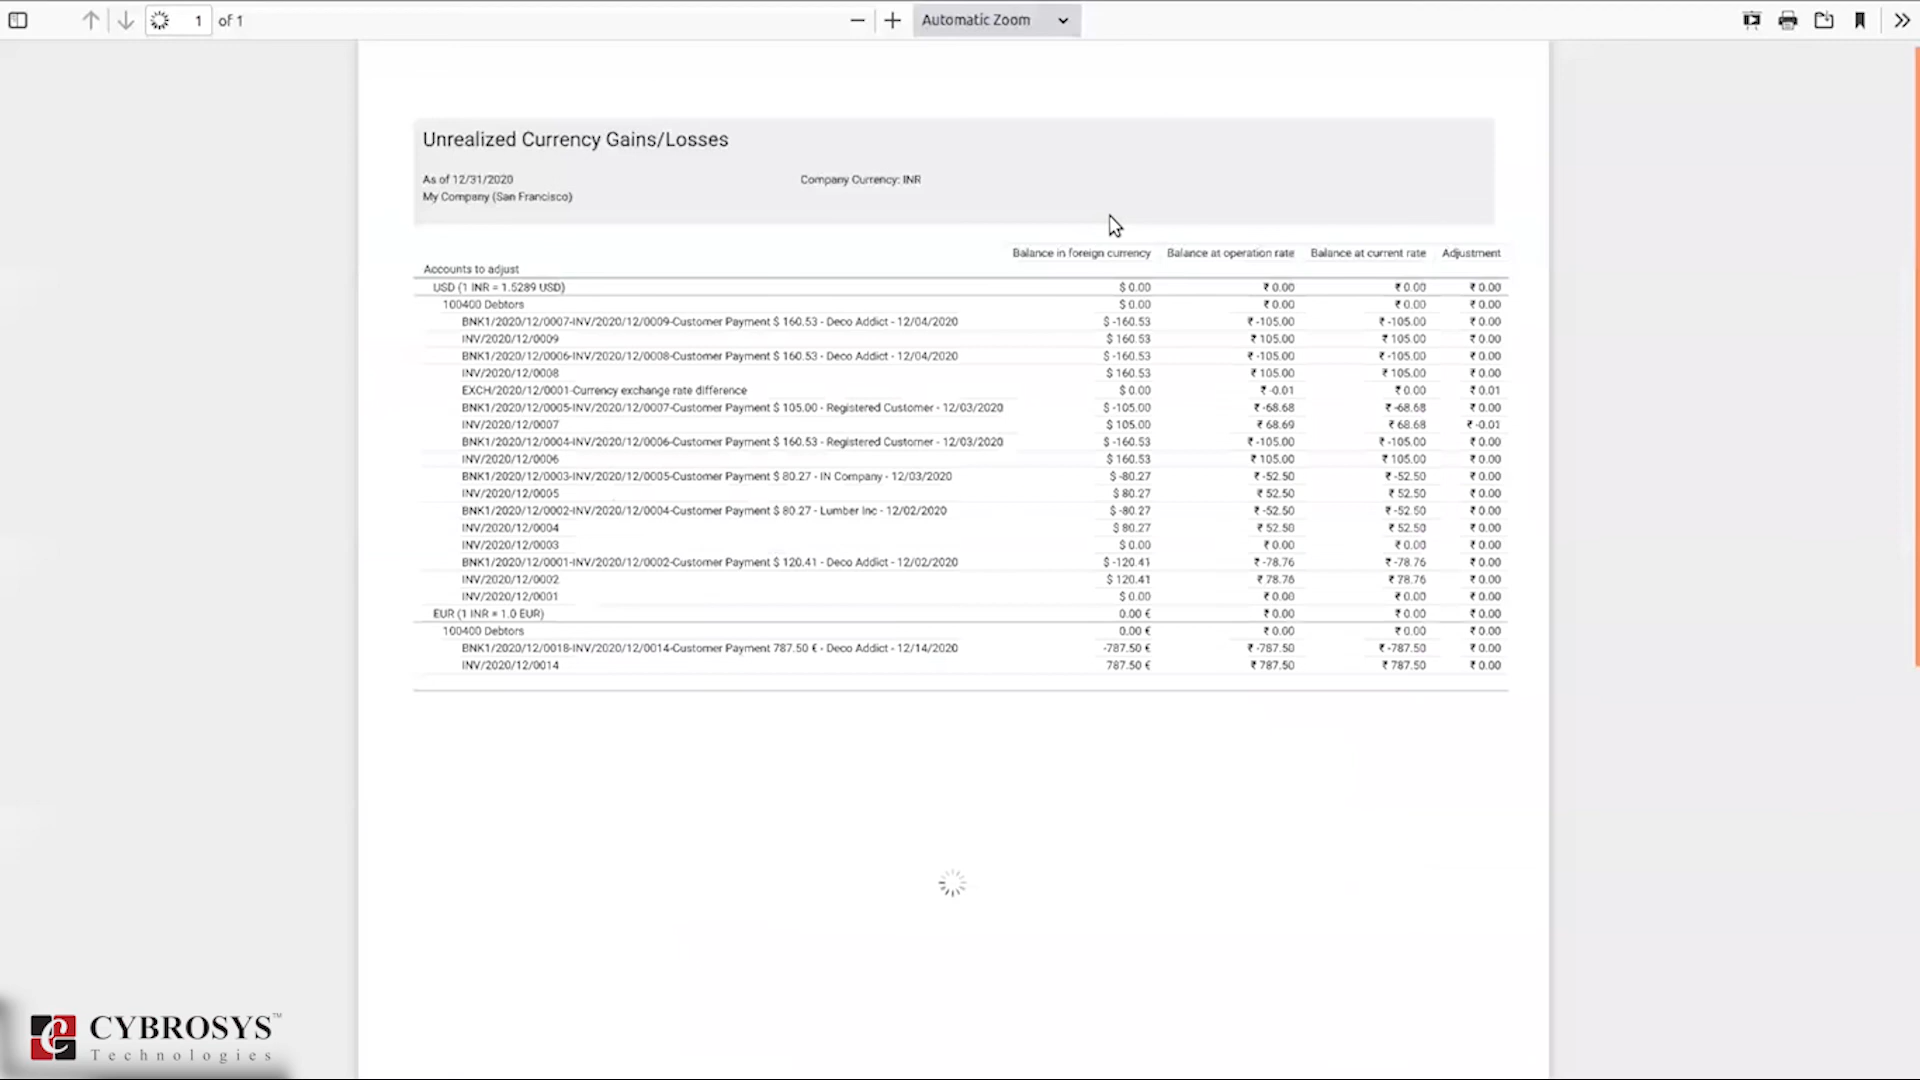 1 of 1 Automatic Zoom
Unrealized Currency Gains/Losses
As of 12/31/2020 Company Currency: INR
My Company (San Francisco)
Balance in foreign currency Balance at operation rate Balance at current rate Adjustment
Accounts to adjust
USD (1 INR = 1.5289 USD) $ 0.00 ₹ 0.00 ₹ 0.00 ₹ 0.00
100400 Debtors $ 0.00 ₹ 0.00 ₹ 0.00 ₹ 0.00
BNK1/2020/12/0007-INV/2020/12/0009-Customer Payment $ 160.53 - Deco Addict - 12/04/2020 $ -160.53 ₹ -105.00 ₹ -105.00 ₹ 0.00
INV/2020/12/0009 $ 160.53 ₹ 105.00 ₹ 105.00 ₹ 0.00
BNK1/2020/12/0006-INV/2020/12/0008-Customer Payment $ 160.53 - Deco Addict - 12/04/2020 $ -160.53 ₹ -105.00 ₹ -105.00 ₹ 0.00
INV/2020/12/0008 $ 160.53 ₹ 105.00 ₹ 105.00 ₹ 0.00
EXCH/2020/12/0001-Currency exchange rate difference $ 0.00 ₹ -0.01 ₹ 0.00 ₹ 0.01
BNK1/2020/12/0005-INV/2020/12/0007-Customer Payment $ 105.00 - Registered Customer - 12/03/2020 $ -105.00 ₹ -68.68 ₹ -68.68 ₹ 0.00
INV/2020/12/0007 $ 105.00 ₹ 68.69 ₹ 68.68 ₹ -0.01
BNK1/2020/12/0004-INV/2020/12/0006-Customer Payment $ 160.53 - Registered Customer - 12/03/2020 $ -160.53 ₹ -105.00 ₹ -105.00 ₹ 0.00
INV/2020/12/0006 $ 160.53 ₹ 105.00 ₹ 105.00 ₹ 0.00
BNK1/2020/12/0003-INV/2020/12/0005-Customer Payment $ 80.27 - IN Company - 12/03/2020 $ -80.27 ₹ -52.50 ₹ -52.50 ₹ 0.00
INV/2020/12/0005 $ 80.27 ₹ 52.50 ₹ 52.50 ₹ 0.00
BNK1/2020/12/0002-INV/2020/12/0004-Customer Payment $ 80.27 - Lumber Inc - 12/02/2020 $ -80.27 ₹ -52.50 ₹ -52.50 ₹ 0.00
INV/2020/12/0004 $ 80.27 ₹ 52.50 ₹ 52.50 ₹ 0.00
INV/2020/12/0003 $ 0.00 ₹ 0.00 ₹ 0.00 ₹ 0.00
BNK1/2020/12/0001-INV/2020/12/0002-Customer Payment $ 120.41 - Deco Addict - 12/02/2020 $ -120.41 ₹ -78.76 ₹ -78.76 ₹ 0.00
INV/2020/12/0002 $ 120.41 ₹ 78.76 ₹ 78.76 ₹ 0.00
INV/2020/12/0001 $ 0.00 ₹ 0.00 ₹ 0.00 ₹ 0.00
EUR (1 INR = 1.0 EUR) 0.00 € ₹ 0.00 ₹ 0.00 ₹ 0.00
100400 Debtors 0.00 € ₹ 0.00 ₹ 0.00 ₹ 0.00
BNK1/2020/12/0018-INV/2020/12/0014-Customer Payment 787.50 € - Deco Addict - 12/14/2020 -787.50 € ₹ -787.50 ₹ -787.50 ₹ 0.00
INV/2020/12/0014 787.50 € ₹ 787.50 ₹ 787.50 ₹ 0.00
CYBROSYS™
Technologies